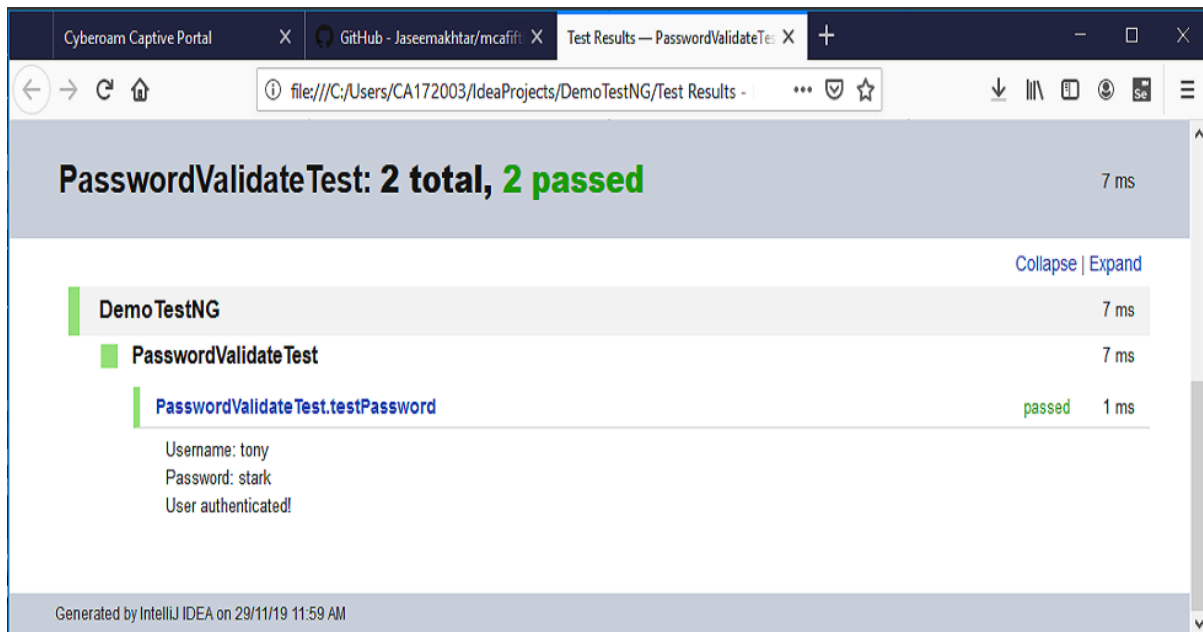 Cyberoam Captive Portal
GitHub - Jaseemakhtar/mcafift
Test Results — PasswordValidateTes
file:///C:/Users/CA172003/IdeaProjects/DemoTestNG/Test Results -
Se
PasswordValidateTest: 2 total, 2 passed
7 ms
Collapse | Expand
DemoTestNG
7 ms
PasswordValidateTest
7 ms
PasswordValidateTest.testPassword
passed
1 ms
Username: tony
Password: stark
User authenticated!
Generated by IntelliJ IDEA on 29/11/19 11:59 AM